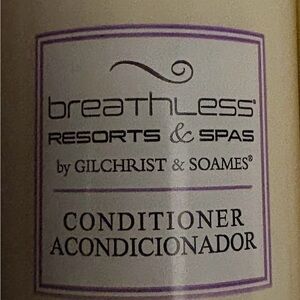 breathless®
RESORTS & SPAS
by GILCHRIST & SOAMES®
CONDITIONER
ACONDICIONADOR